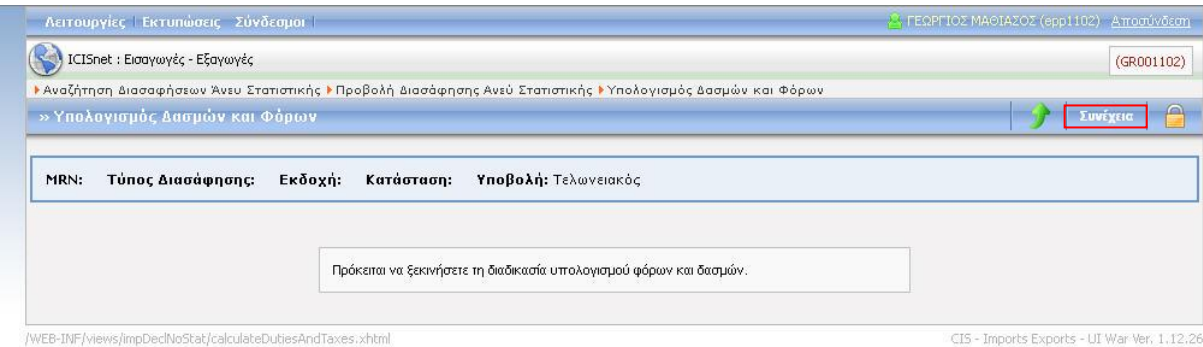 Λειτουργίες Εκτυπώσεις Σύνδεσμοι ΓΕΩΡΓΙΟΣ ΜΑΘΙΑΣΟΣ (epp1102) Αποσύνδεση
ICISnet : Εισαγωγές - Εξαγωγές (GR001102)
Αναζήτηση Διασαφήσεων Άνευ Στατιστικής Προβολή Διασάφησης Ανεύ Στατιστικής Υπολογισμός Δασμών και Φόρων
» Υπολογισμός Δασμών και Φόρων Συνέχεια
MRN: Τύπος Διασάφησης: Εκδοχή: Κατάσταση: Υποβολή: Τελωνειακός
Πρόκειται να ξεκινήσετε τη διαδικασία υπολογισμού φόρων και δασμών.
/WEB-INF/views/impDeclNoStat/calculateDutiesAndTaxes.xhtml CIS - Imports Exports - UI War Ver. 1.12.26